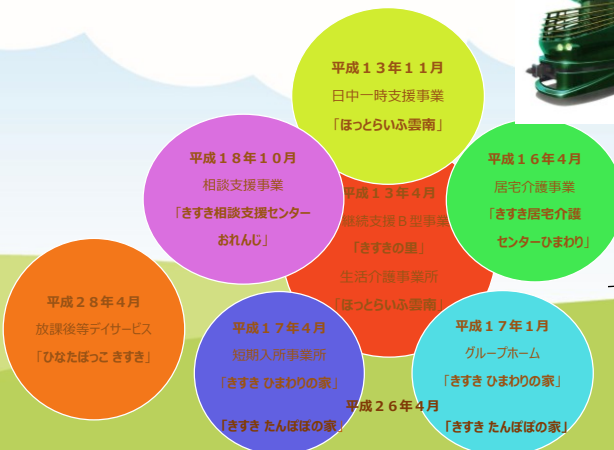 平成１３年１１月
日中一時支援事業
「ほっとらいふ雲南」
平成１８年１０月
相談支援事業
「きすき相談支援センター
おれんじ」
平成１６年４月
居宅介護事業
「きすき居宅介護
センターひまわり」
平成１３年４月
継続支援Ｂ型事業
「きすきの里」
生活介護事業所
「ほっとらいふ雲南」
平成２８年４月
放課後等デイサービス
「ひなたぼっこ きすき」
平成１７年４月
短期入所事業所
「きすき ひまわりの家」
平成１７年１月
グループホーム
「きすき ひまわりの家」
平成２６年４月
「きすき たんぽぽの家」
「きすき たんぽぽの家」